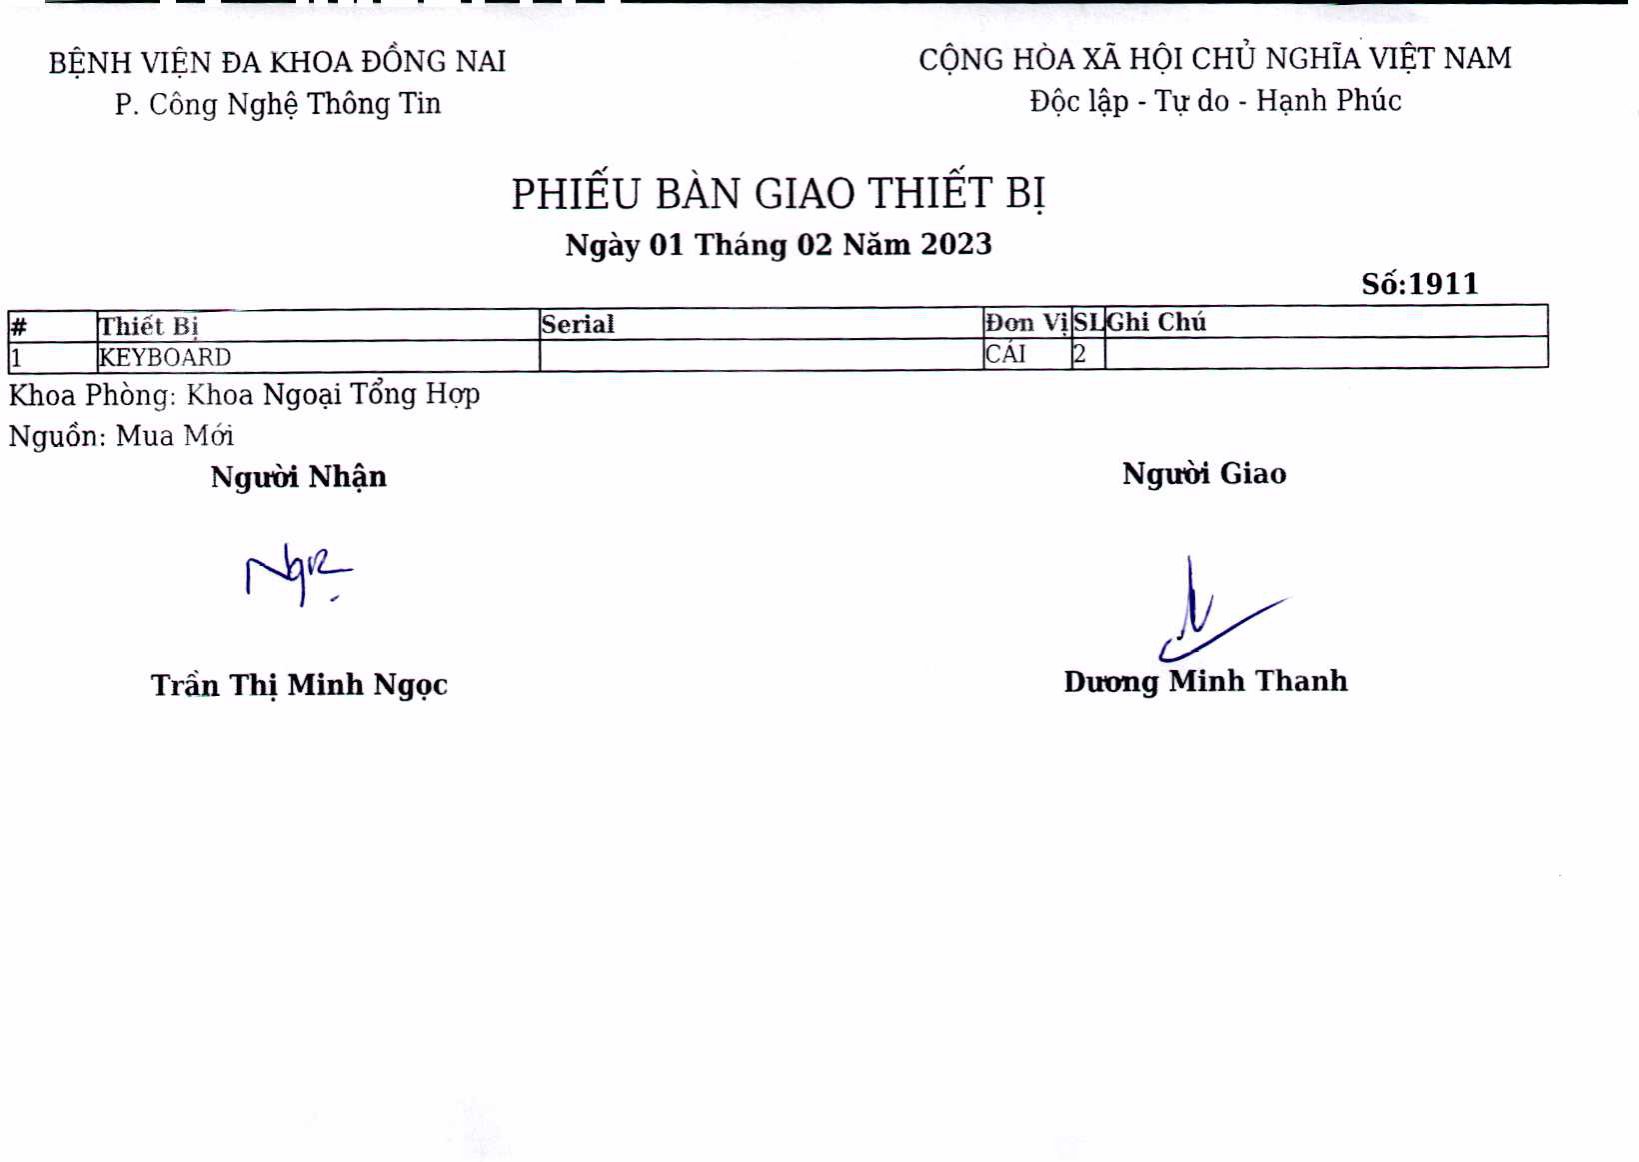 BỆNH VIỆN ĐA KHOA ĐỒNG NAI
P. Công Nghệ Thông Tin
CỘNG HÒA XÃ HỘI CHỦ NGHĨA VIỆT NAM
Độc lập - Tự do - Hạnh Phúc
PHIẾU BÀN GIAO THIẾT BỊ
Ngày 01 Tháng 02 Năm 2023
Số:1911
# Thiết Bị Serial Đơn Vị SL Ghi Chú
1 KEYBOARD CÁI 2
Khoa Phòng: Khoa Ngoại Tổng Hợp
Nguồn: Mua Mới
Người Nhận Người Giao
Trần Thị Minh Ngọc Dương Minh Thanh